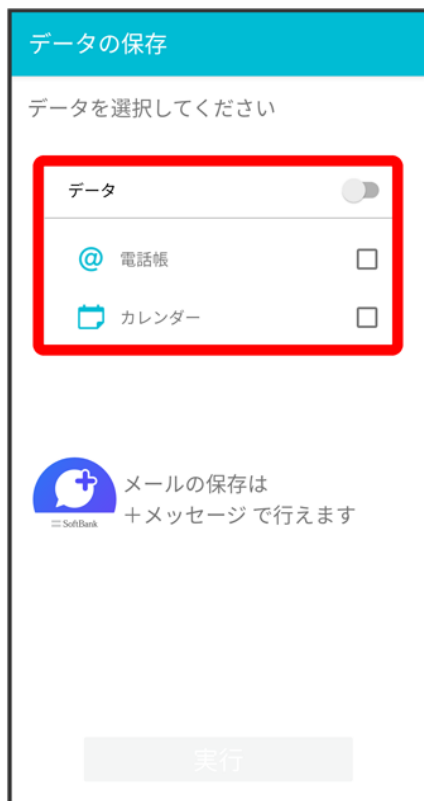 データの保存
データを選択してください
データ
電話帳
カレンダー
メールの保存は
＋メッセージ で行えます
SoftBank
実行